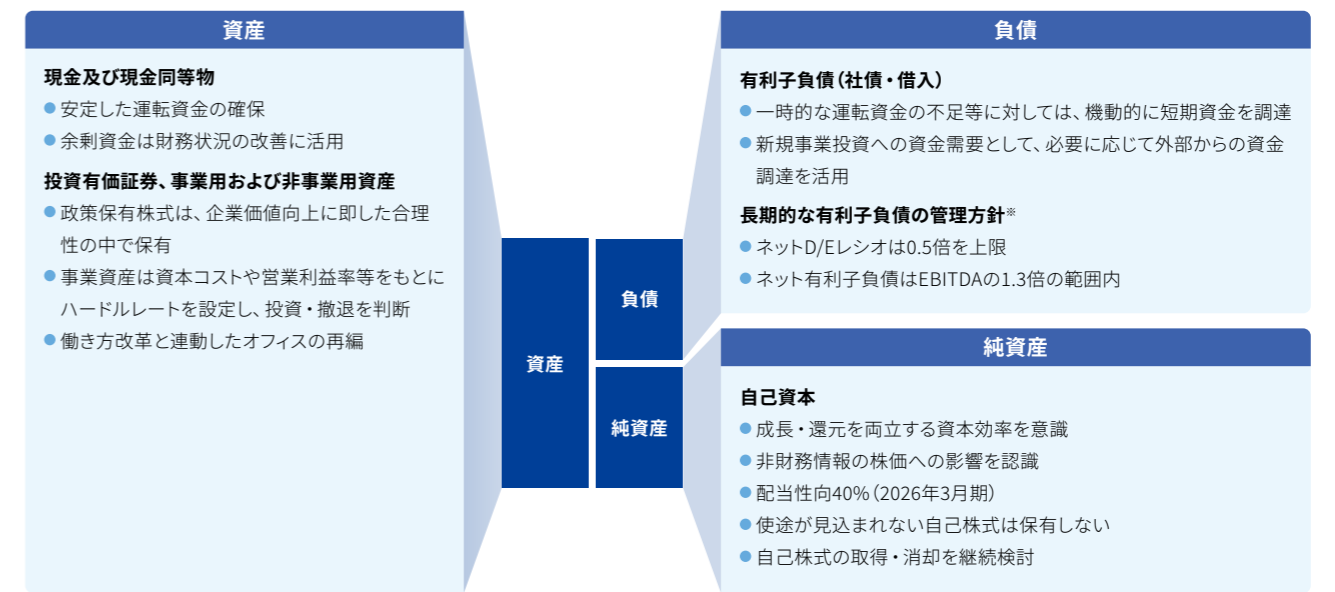 資産
現金及び現金同等物
●安定した運転資金の確保
●余剰資金は財務状況の改善に活用
投資有価証券、事業用および非事業用資産
●政策保有株式は、企業価値向上に即した合理
性の中で保有
●事業資産は資本コストや営業利益率等をもとに
ハードルレートを設定し、投資・撤退を判断
●働き方改革と連動したオフィスの再編
資産
負債
純資産
負債
有利子負債（社債・借入）
●一時的な運転資金の不足等に対しては、機動的に短期資金を調達
●新規事業投資への資金需要として、必要に応じて外部からの資金
調達を活用
長期的な有利子負債の管理方針※
●ネットD/Eレシオは0.5倍を上限
●ネット有利子負債はEBITDAの1.3倍の範囲内
純資産
自己資本
●成長・還元を両立する資本効率を意識
●非財務情報の株価への影響を認識
●配当性向40%（2026年3月期）
●使途が見込まれない自己株式は保有しない
●自己株式の取得・消却を継続検討